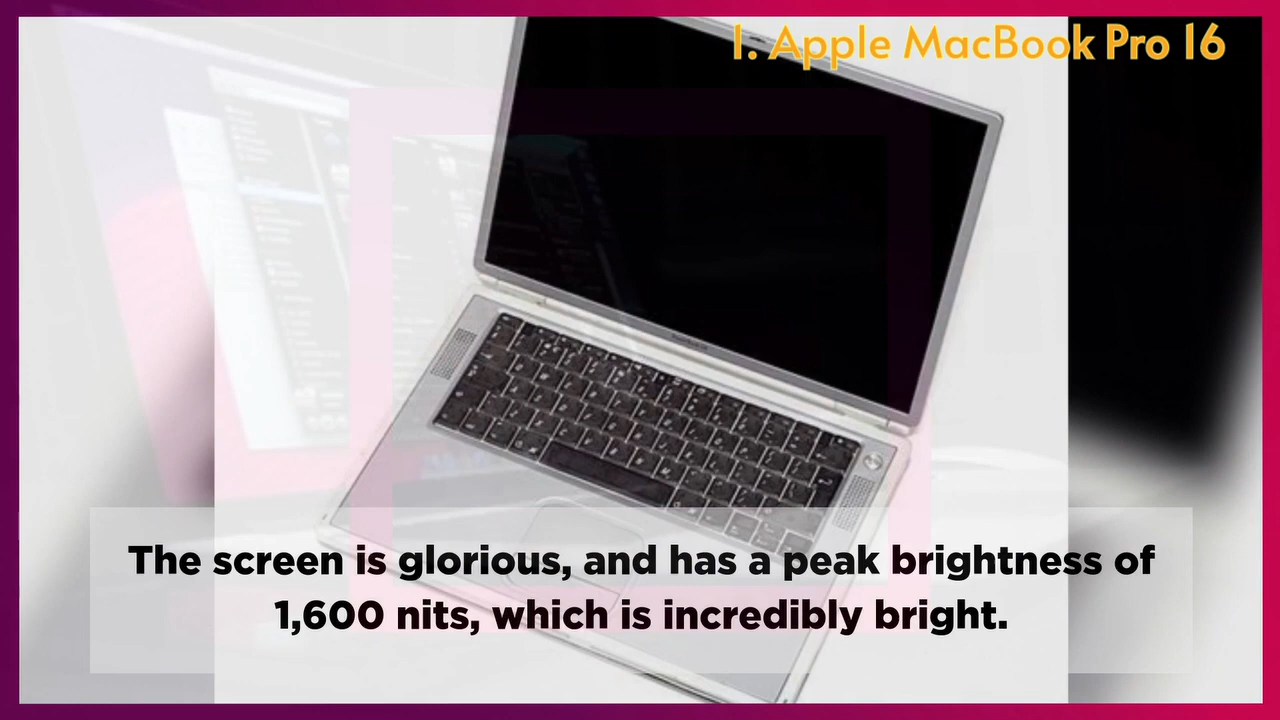 1. Apple MacBook Pro 16
The screen is glorious, and has a peak brightness of
1,600 nits, which is incredibly bright.